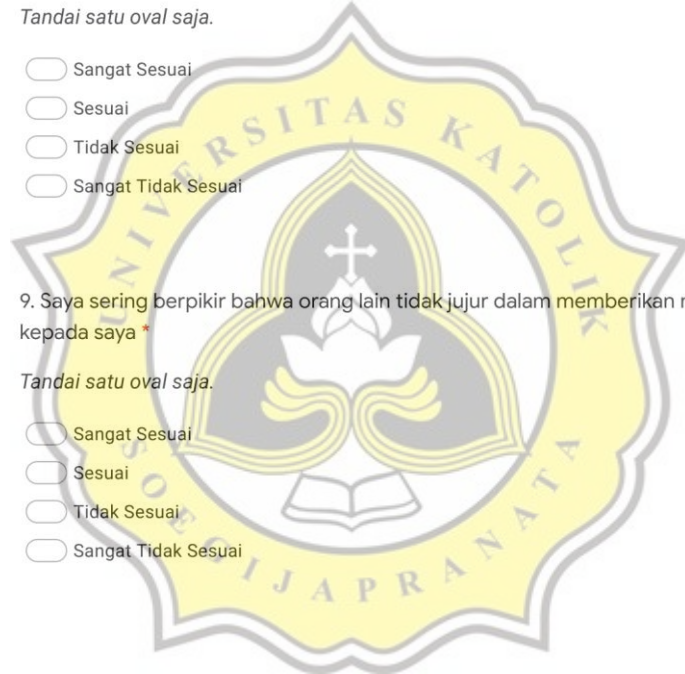 Tandai satu oval saja.
Sangat Sesuai
Sesuai
Tidak Sesuai
Sangat Tidak Sesuai
9. Saya sering berpikir bahwa orang lain tidak jujur dalam memberikan
kepada saya *
Tandai satu oval saja.
Sangat Sesuai
Sesuai
Tidak Sesuai
Sangat Tidak Sesuai
UNIVERSITAS KATOLIK
SOEGIJAPRANATA